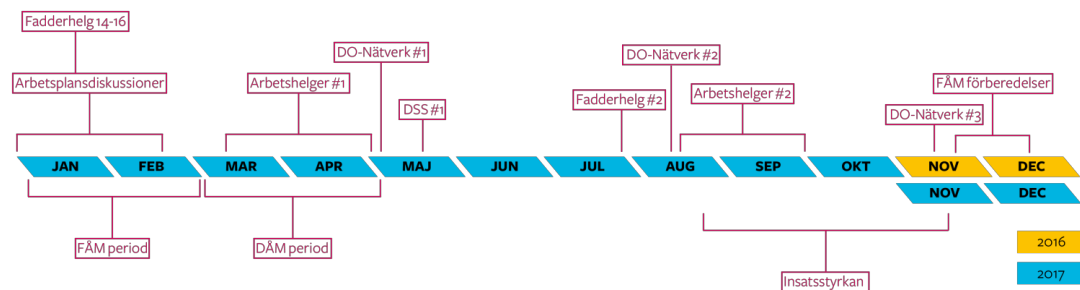 Fadderhelg 14-16
Arbetsplansdiskussioner
Arbetshelger #1
DO-Nätverk #1
DSS #1
Fadderhelg #2
DO-Nätverk #2
Arbetshelger #2
DO-Nätverk #3
FÅM förberedelser
JAN FEB MAR APR MAJ JUN JUL AUG SEP OKT NOV DEC
NOV DEC
FÅM period
DÅM period
Insatsstyrkan
2016
2017